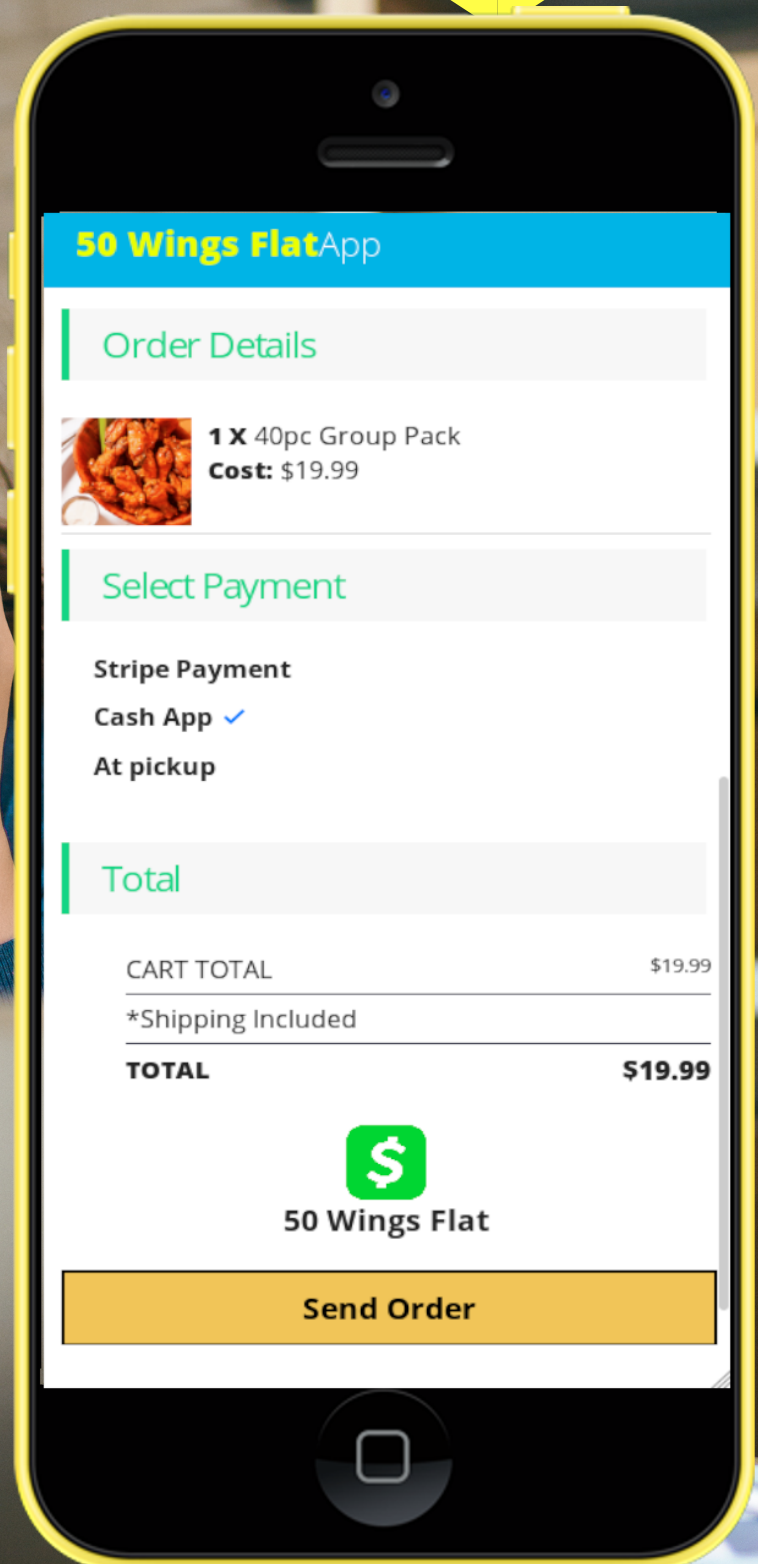 50 Wings FlatApp
Order Details
1 X 40pc Group Pack
Cost: $19.99
Select Payment
Stripe Payment
Cash App
At pickup
Total
CART TOTAL $19.99
*Shipping Included
TOTAL $19.99
$
50 Wings Flat
Send Order